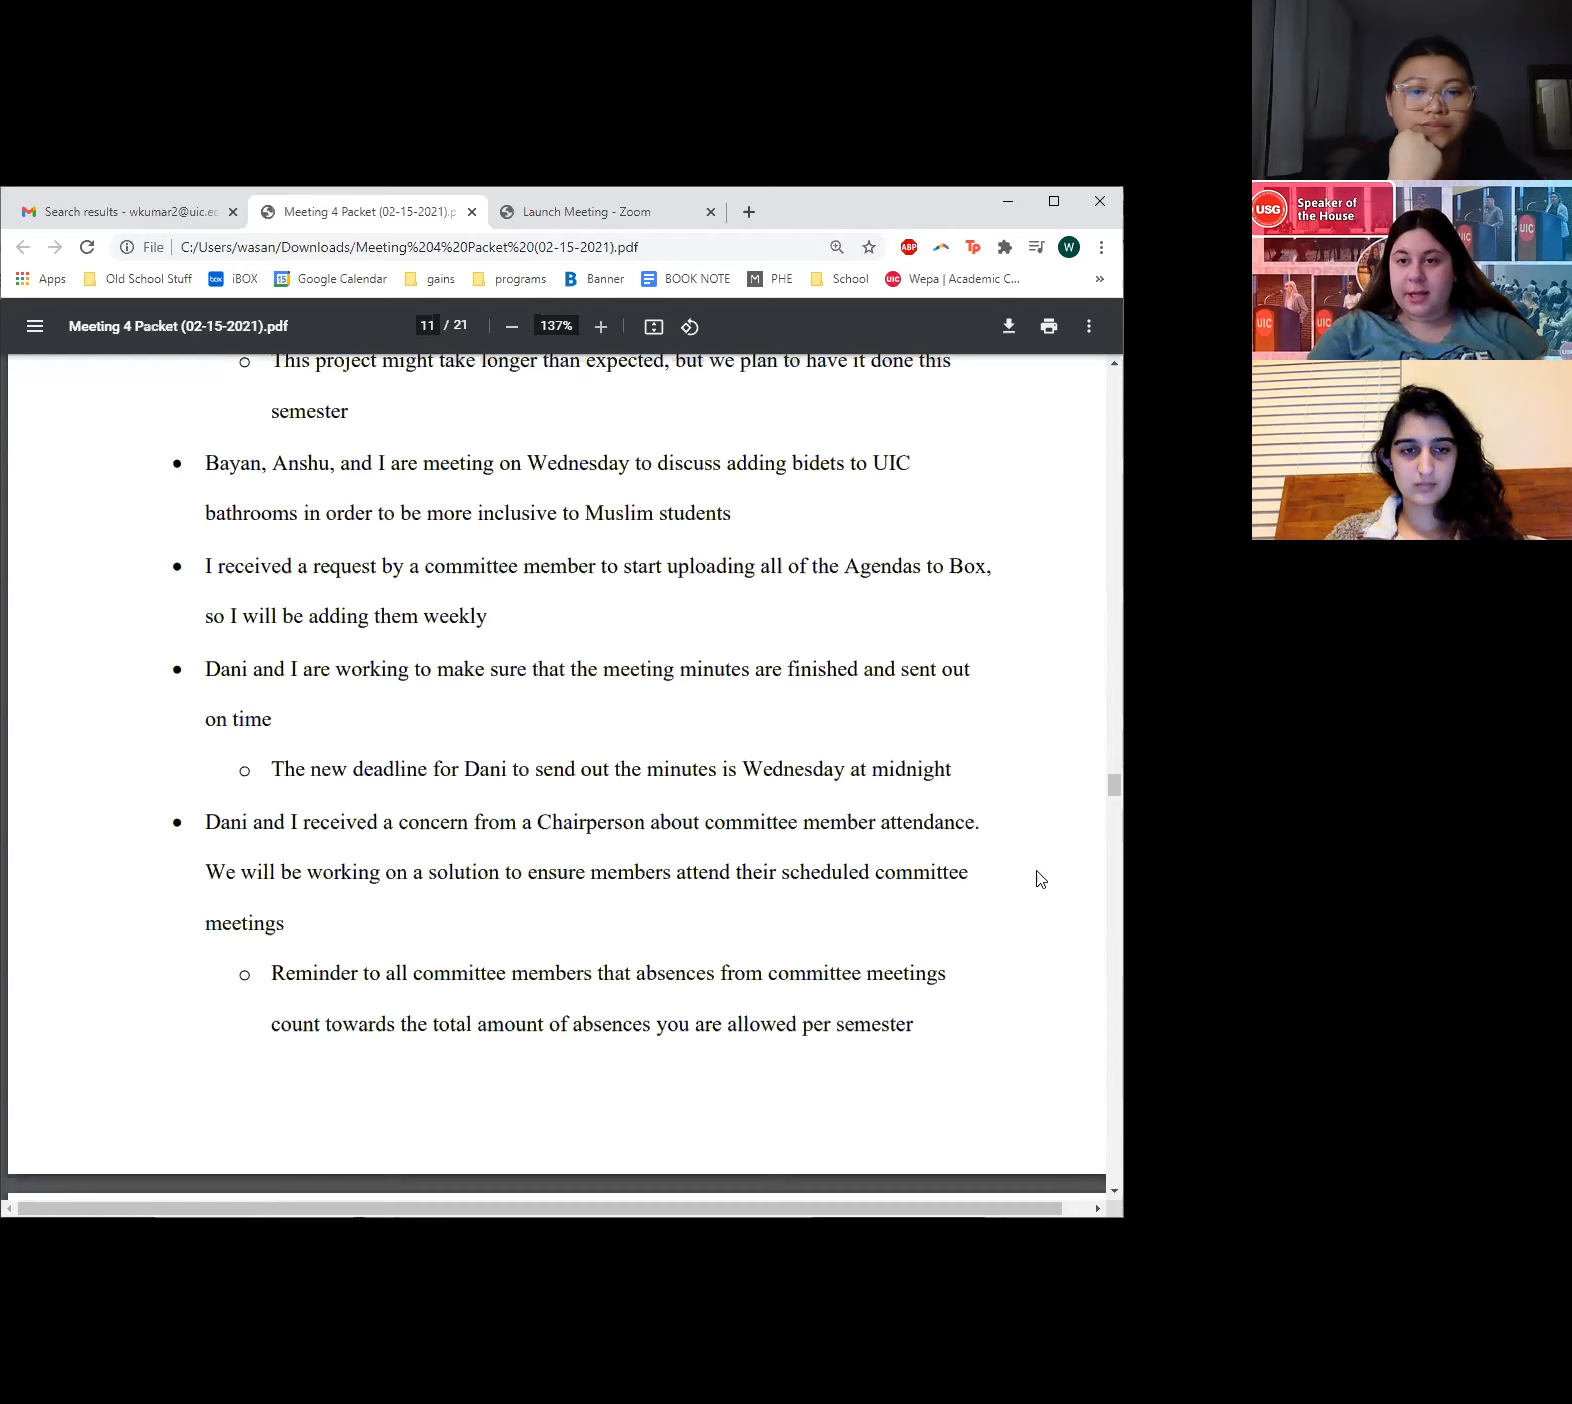 Search results - wkumar2@uic.ec
Meeting 4 Packet (02-15-2021).p
Launch Meeting - Zoom
File
C:/Users/wasan/Downloads/Meeting%204%20Packet%20(02-15-2021).pdf
ABP
Tp
W
Apps
Old School Stuff
box
iBOX
15
Google Calendar
gains
programs
B
Banner
BOOK NOTE
M
PHE
School
UIC
Wepa | Academic C...
»
Meeting 4 Packet (02-15-2021).pdf
11 / 21
137%
o This project might take longer than expected, but we plan to have it done this
semester
• Bayan, Anshu, and I are meeting on Wednesday to discuss adding bidets to UIC
bathrooms in order to be more inclusive to Muslim students
• I received a request by a committee member to start uploading all of the Agendas to Box,
so I will be adding them weekly
• Dani and I are working to make sure that the meeting minutes are finished and sent out
on time
o The new deadline for Dani to send out the minutes is Wednesday at midnight
• Dani and I received a concern from a Chairperson about committee member attendance.
We will be working on a solution to ensure members attend their scheduled committee
meetings
o Reminder to all committee members that absences from committee meetings
count towards the total amount of absences you are allowed per semester
USG
Speaker of
the House
UIC
UIC
UIC
UIC